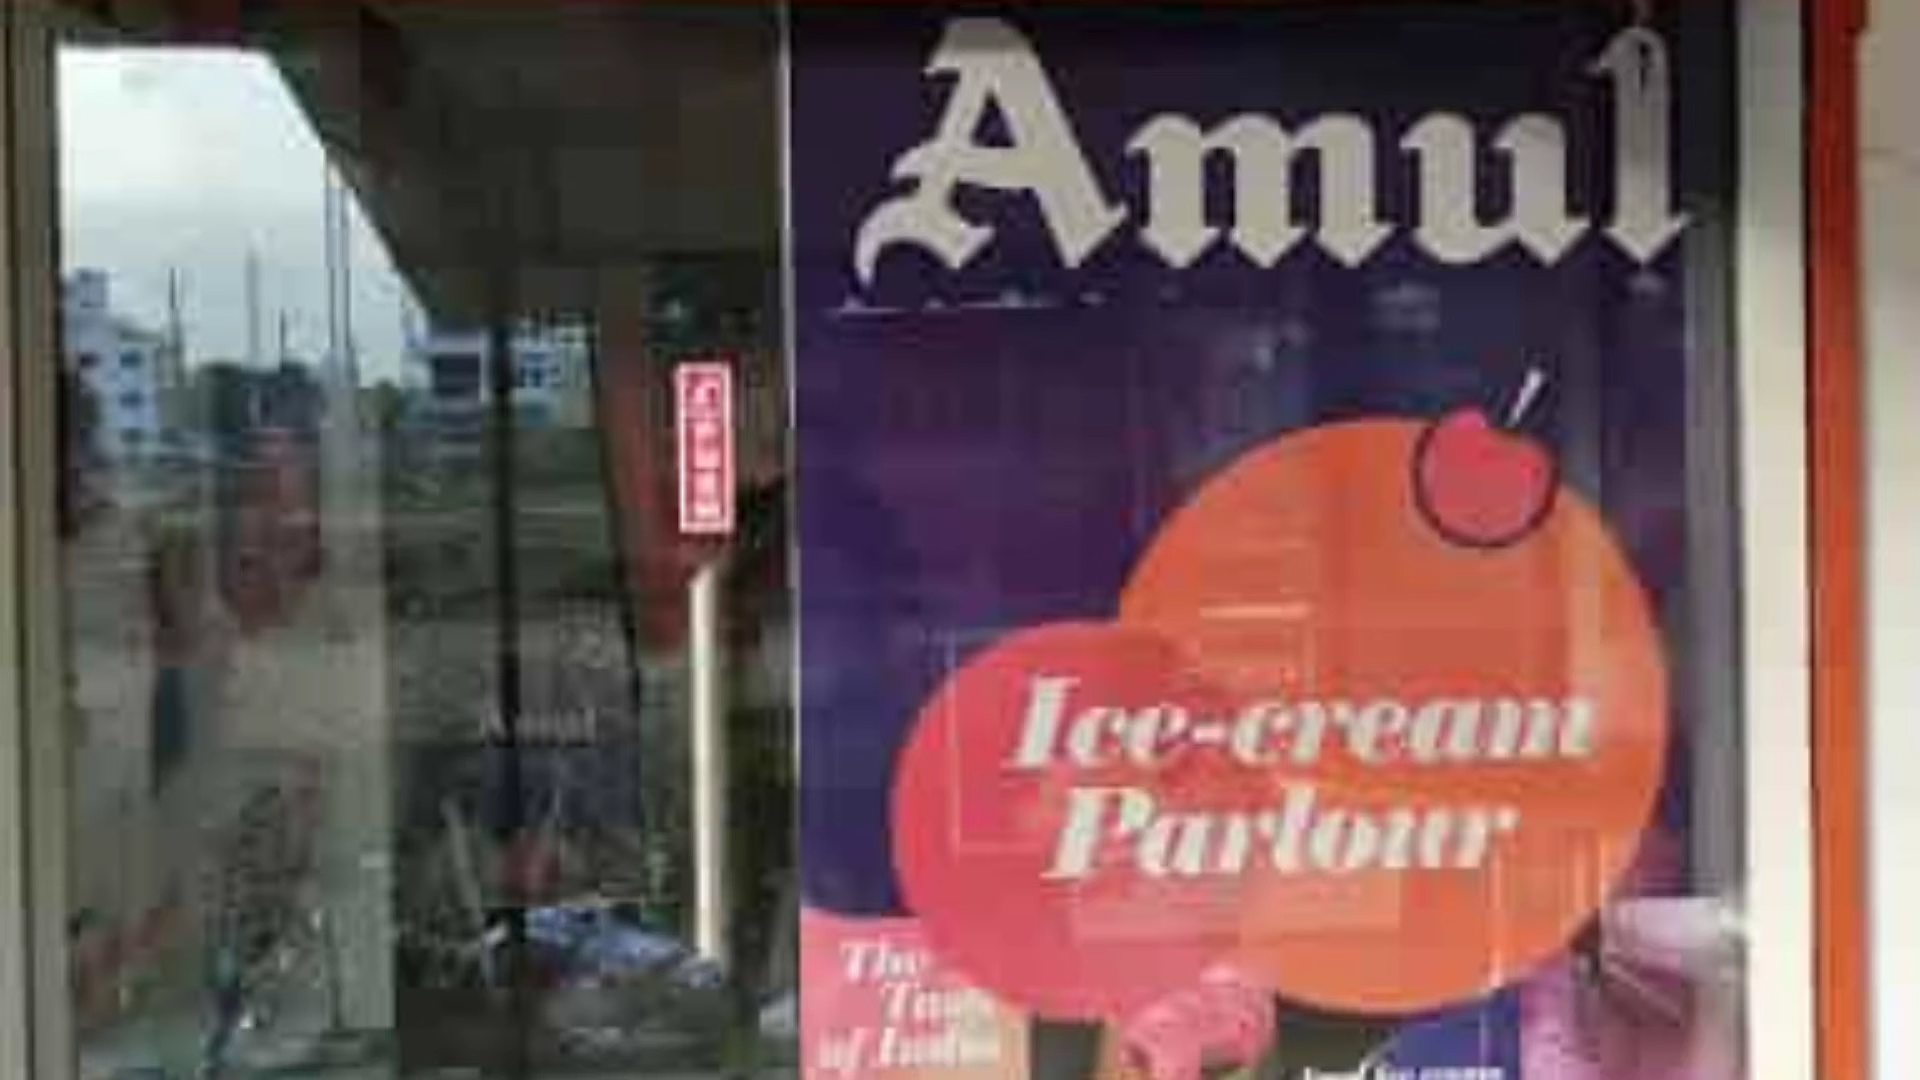 Amul
Ice-cream
Parlour
The
Taste
of India